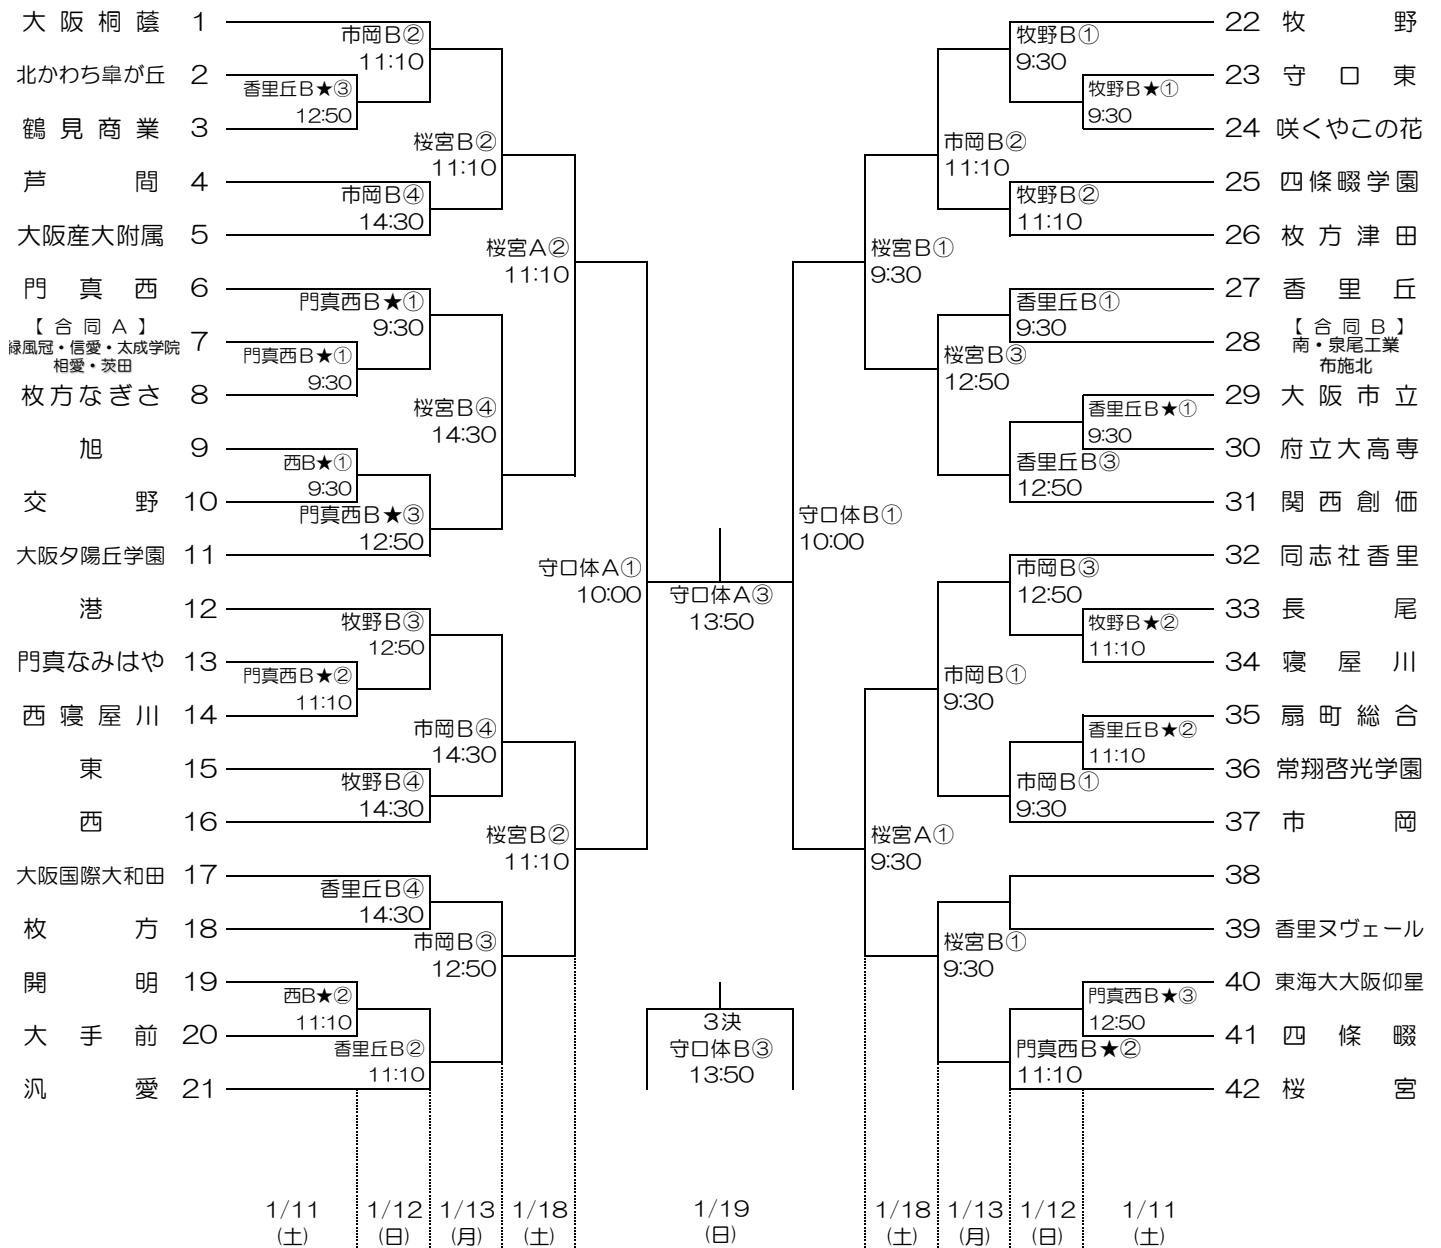 大阪桐蔭 1
北かわち皐が丘 2
鶴見商業 3
芦間 4
大阪産大附属 5
門真西 6
【合同A】
緑風冠・信愛・太成学院 7
相愛・茨田
枚方なぎさ 8
旭 9
交野 10
大阪夕陽丘学園 11
港 12
門真なみはや 13
西寝屋川 14
東 15
西 16
大阪国際大和田 17
枚方 18
開明 19
大手前 20
汎愛 21
香里丘B★③
12:50
門真西B★①
9:30
西B★①
9:30
門真西B★②
11:10
西B★②
11:10
市岡B②
11:10
市岡B④
14:30
門真西B★①
9:30
門真西B★③
12:50
牧野B③
12:50
牧野B④
14:30
香里丘B④
14:30
香里丘B②
11:10
桜宮B②
11:10
桜宮B④
14:30
市岡B④
14:30
市岡B③
12:50
桜宮A②
11:10
桜宮B②
11:10
守口体A①
10:00
守口体A③
13:50
3決
守口体B③
13:50
守口体B①
10:00
桜宮B①
9:30
桜宮A①
9:30
市岡B②
11:10
桜宮B③
12:50
市岡B①
9:30
桜宮B①
9:30
牧野B①
9:30
牧野B②
11:10
香里丘B①
9:30
香里丘B③
12:50
市岡B③
12:50
市岡B①
9:30
門真西B★②
11:10
牧野B★①
9:30
香里丘B★①
9:30
牧野B★②
11:10
香里丘B★②
11:10
門真西B★③
12:50
22 牧野
23 守口東
24 咲くやこの花
25 四條畷学園
26 枚方津田
27 香里丘
【合同B】
28 南・泉尾工業
布施北
29 大阪市立
30 府立大高専
31 関西創価
32 同志社香里
33 長尾
34 寝屋川
35 扇町総合
36 常翔啓光学園
37 市岡
38
39 香里ヌヴェール
40 東海大大阪仰星
41 四條畷
42 桜宮
1/11 1/12 1/13 1/18 1/19 1/18 1/13 1/12 1/11
(土) (日) (月) (土) (日) (土) (月) (日) (土)